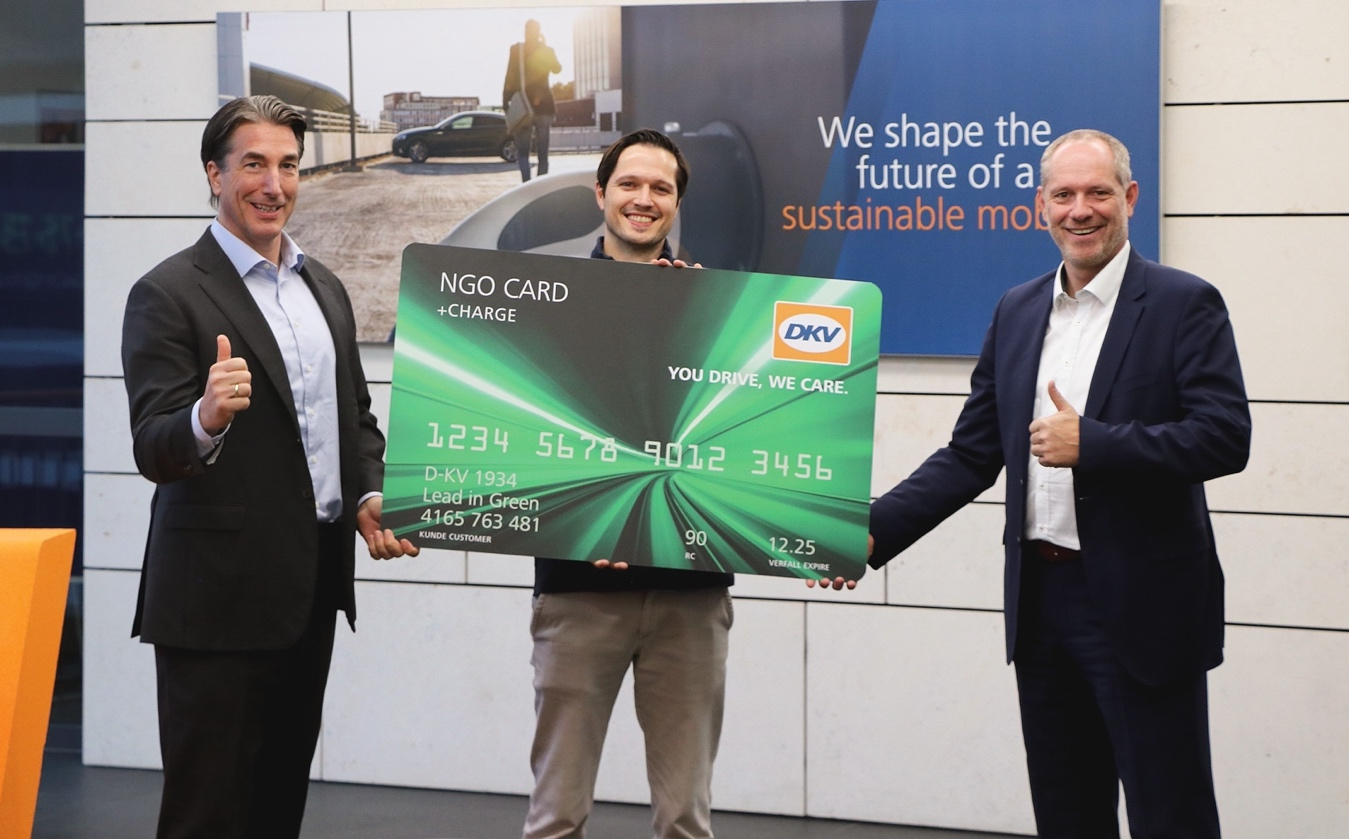 We shape the
future of a
sustainable mob
NGO CARD
+CHARGE
DKV
YOU DRIVE, WE CARE.
1234 5678 9012 3456
D-KV 1934
Lead in Green
4165 763 481
KUNDE CUSTOMER
90
RC
12.25
VERFALL EXPIRE